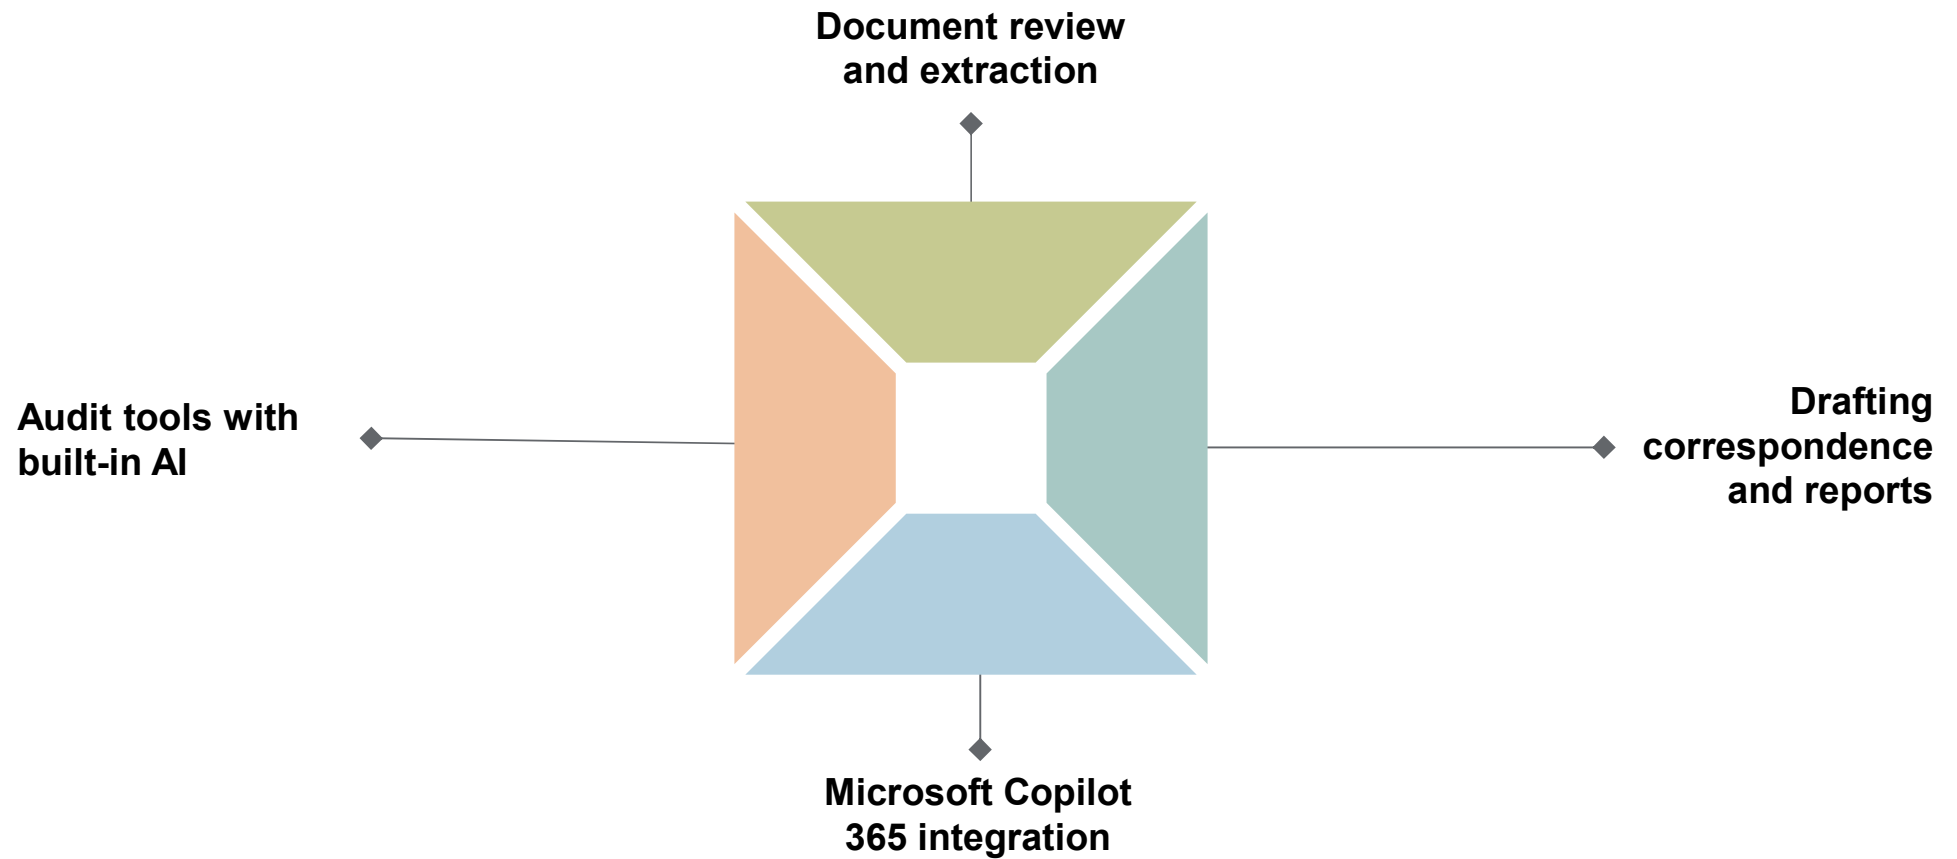 Document review
and extraction
Audit tools with
built-in AI
Drafting
correspondence
and reports
Microsoft Copilot
365 integration